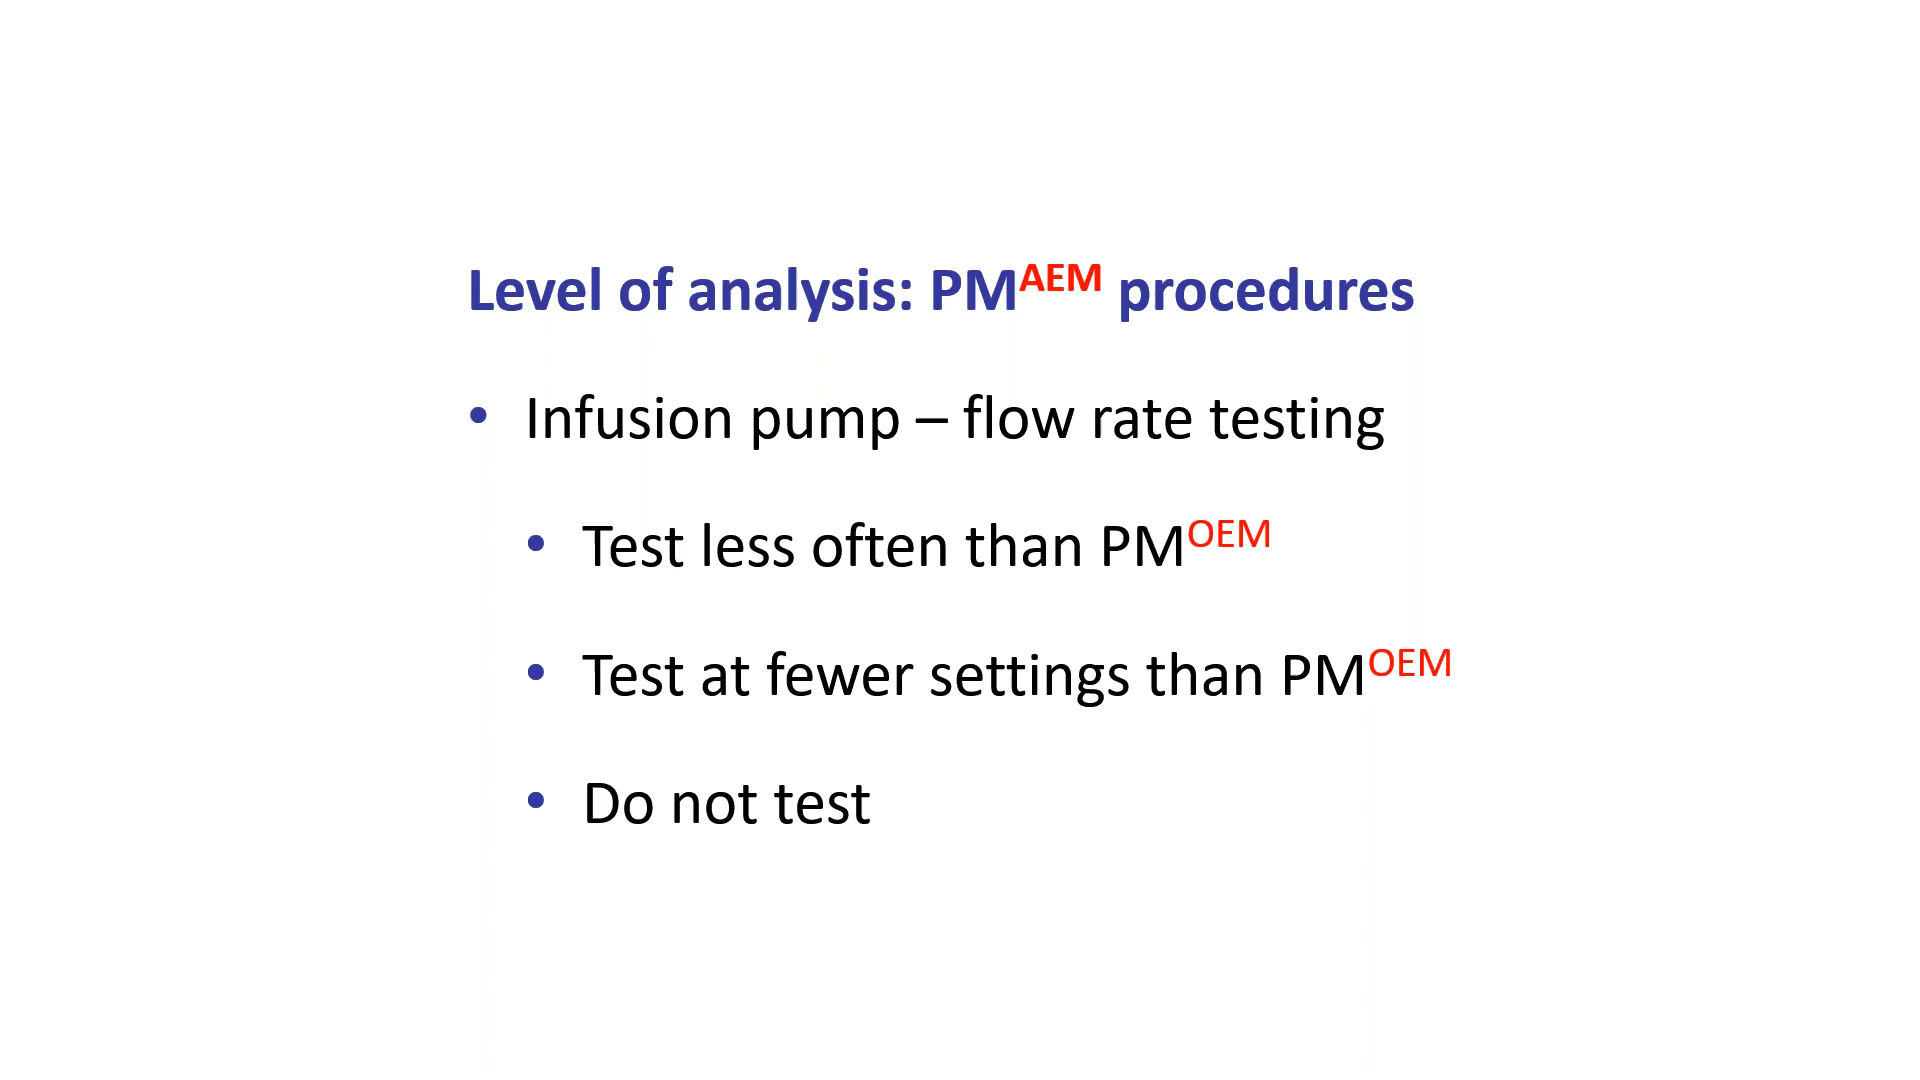 Level of analysis: PMAEM procedures
• Infusion pump – flow rate testing
• Test less often than PMOEM
• Test at fewer settings than PMOEM
• Do not test